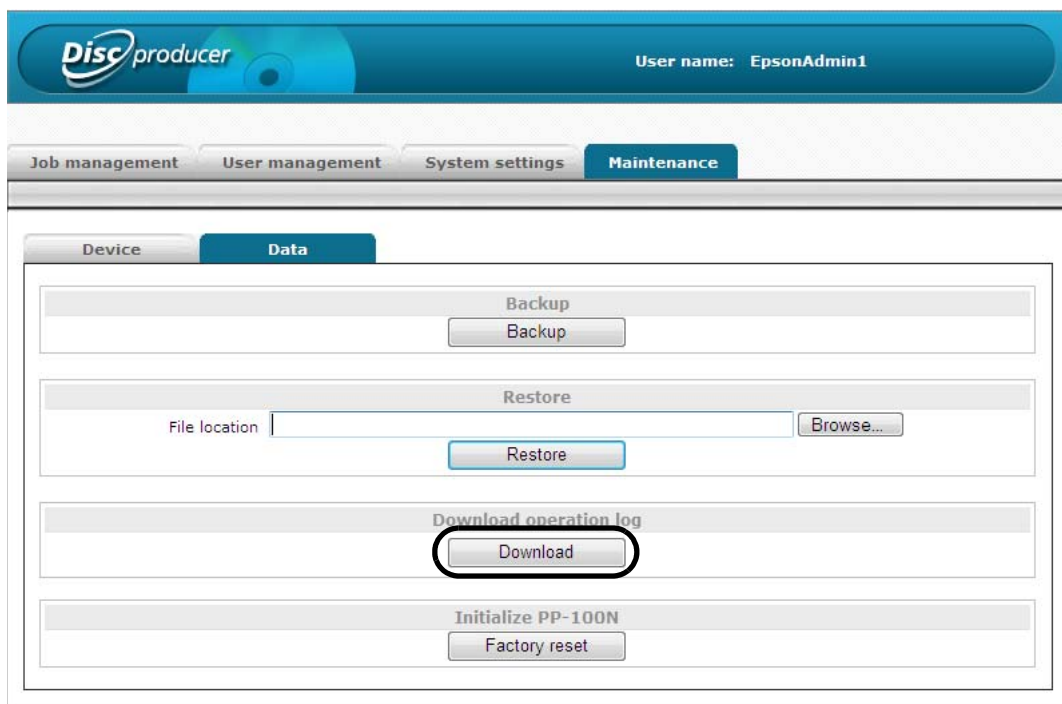 Disc producer
User name: EpsonAdmin1
Job management User management System settings Maintenance
Device Data
Backup
Backup
Restore
File location Browse...
Restore
Download operation log
Download
Initialize PP-100N
Factory reset